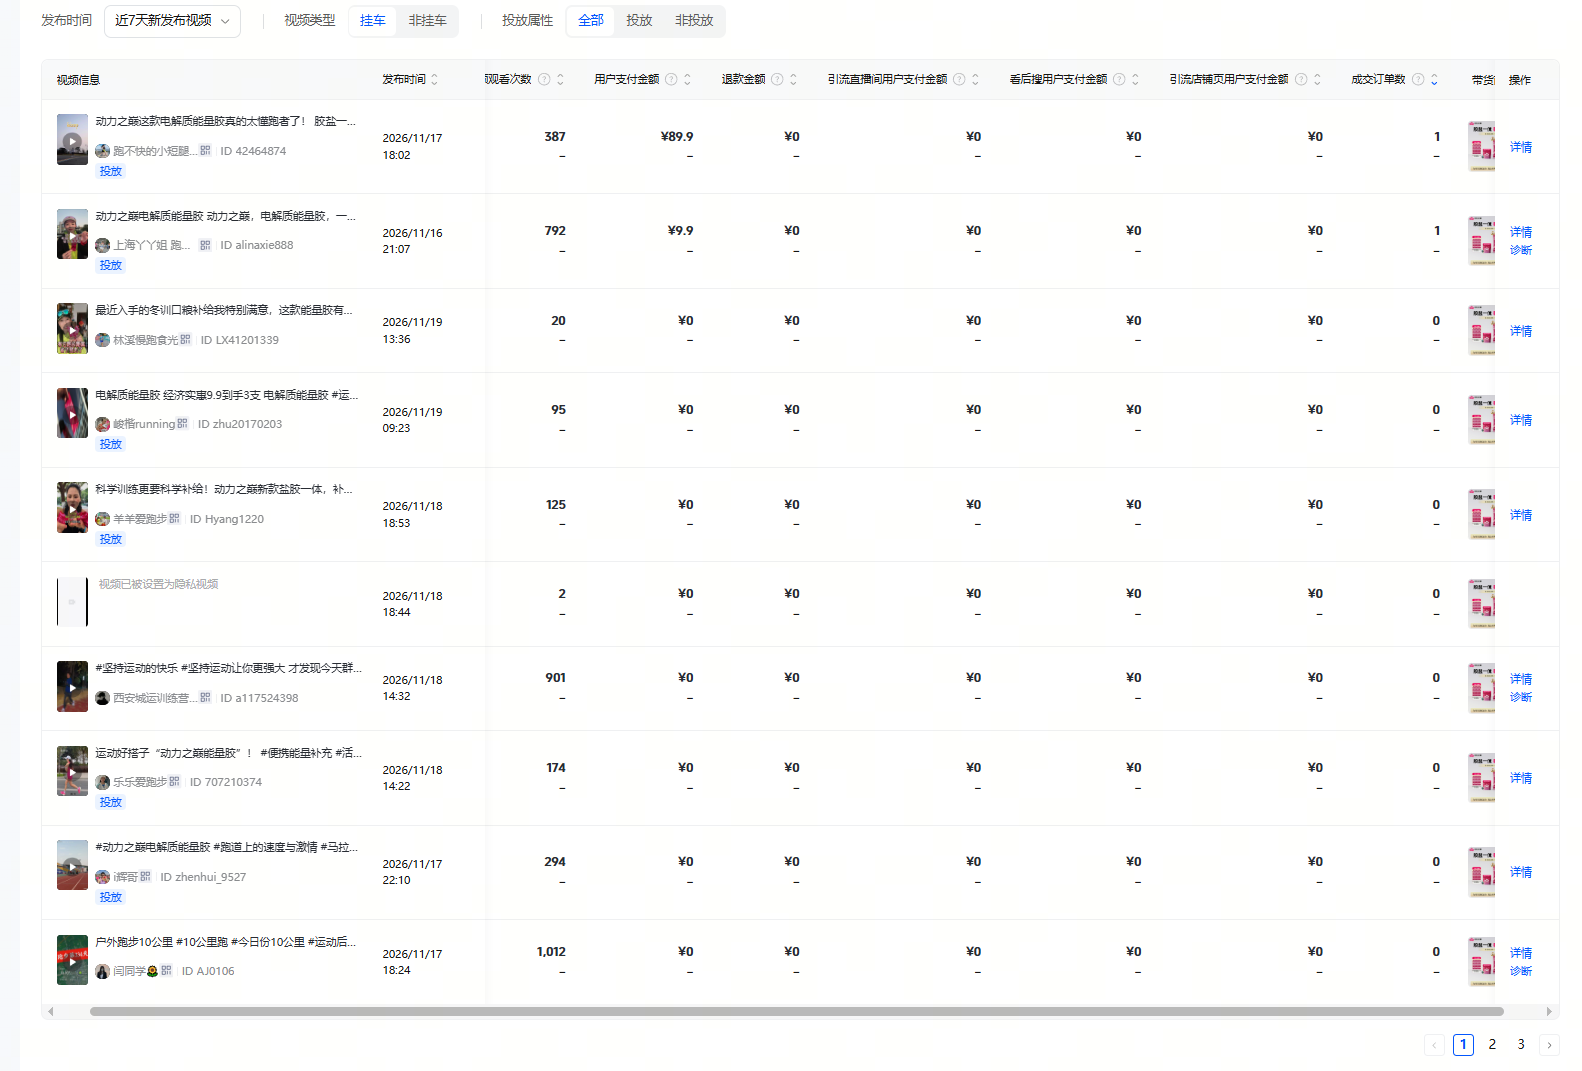 发布时间 近7天新发布视频 视频类型 挂车 非挂车 投放属性 全部 投放 非投放
视频信息 发布时间 观看次数 用户支付金额 退款金额 引流直播间用户支付金额 看后搜用户支付金额 引流店铺页用户支付金额 成交订单数 带货 操作
动力之巅这款电解质能量胶真的太懂跑者了！ 胶盐一...
跑不快的小短腿... ID 42464874
投放
2026/11/17
18:02
387 ¥89.9 ¥0 ¥0 ¥0 ¥0 1
– – – – – – –
详情
动力之巅电解质能量胶 动力之巅，电解质能量胶，一...
上海丫丫姐 跑... ID alinaxie888
投放
2026/11/16
21:07
792 ¥9.9 ¥0 ¥0 ¥0 ¥0 1
– – – – – – –
详情
诊断
最近入手的冬训口粮补给我特别满意，这款能量胶有...
林溪慢跑食光 ID LX41201339
2026/11/19
13:36
20 ¥0 ¥0 ¥0 ¥0 ¥0 0
– – – – – – –
详情
电解质能量胶 经济实惠9.9到手3支 电解质能量胶 #运...
峻楷running ID zhu20170203
投放
2026/11/19
09:23
95 ¥0 ¥0 ¥0 ¥0 ¥0 0
– – – – – – –
详情
科学训练更要科学补给！动力之巅新款盐胶一体，补...
羊羊爱跑步 ID Hyang1220
投放
2026/11/18
18:53
125 ¥0 ¥0 ¥0 ¥0 ¥0 0
– – – – – – –
详情
视频已被设置为隐私视频
2026/11/18
18:44
2 ¥0 ¥0 ¥0 ¥0 ¥0 0
– – – – – – –
#坚持运动的快乐 #坚持运动让你更强大 才发现今天群...
西安城运训练营... ID a117524398
2026/11/18
14:32
901 ¥0 ¥0 ¥0 ¥0 ¥0 0
– – – – – – –
详情
诊断
运动好搭子“动力之巅能量胶”！ #便携能量补充 #活...
乐乐爱跑步 ID 707210374
投放
2026/11/18
14:22
174 ¥0 ¥0 ¥0 ¥0 ¥0 0
– – – – – – –
详情
#动力之巅电解质能量胶 #跑道上的速度与激情 #马拉...
i辉哥 ID zhenhui_9527
投放
2026/11/17
22:10
294 ¥0 ¥0 ¥0 ¥0 ¥0 0
– – – – – – –
详情
户外跑步10公里 #10公里跑 #今日份10公里 #运动后...
闫同学🌻 ID AJ0106
2026/11/17
18:24
1,012 ¥0 ¥0 ¥0 ¥0 ¥0 0
– – – – – – –
详情
诊断
1 2 3